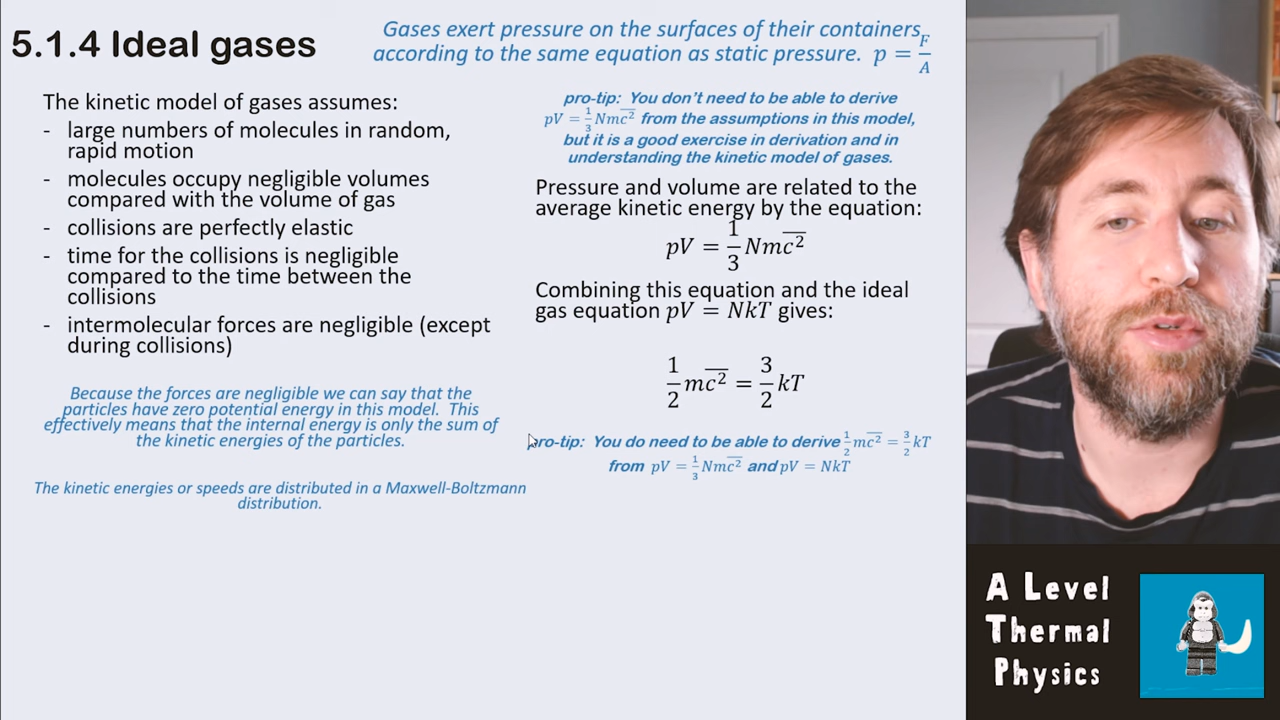 5.1.4 Ideal gases
Gases exert pressure on the surfaces of their containers,
according to the same equation as static pressure. p = F/A
The kinetic model of gases assumes:
- large numbers of molecules in random,
rapid motion
- molecules occupy negligible volumes
compared with the volume of gas
- collisions are perfectly elastic
- time for the collisions is negligible
compared to the time between the
collisions
- intermolecular forces are negligible (except
during collisions)
Because the forces are negligible we can say that the
particles have zero potential energy in this model. This
effectively means that the internal energy is only the sum of
the kinetic energies of the particles.
The kinetic energies or speeds are distributed in a Maxwell-Boltzmann
distribution.
pro-tip: You don't need to be able to derive
pV = 1/3 Nmc̅²̅ from the assumptions in this model,
but it is a good exercise in derivation and in
understanding the kinetic model of gases.
Pressure and volume are related to the
average kinetic energy by the equation:
pV = 1/3 Nmc̅²̅
Combining this equation and the ideal
gas equation pV = NkT gives:
1/2 mc̅²̅ = 3/2 kT
pro-tip: You do need to be able to derive 1/2 mc̅²̅ = 3/2 kT
from pV = 1/3 Nmc̅²̅ and pV = NkT
A Level
Thermal
Physics